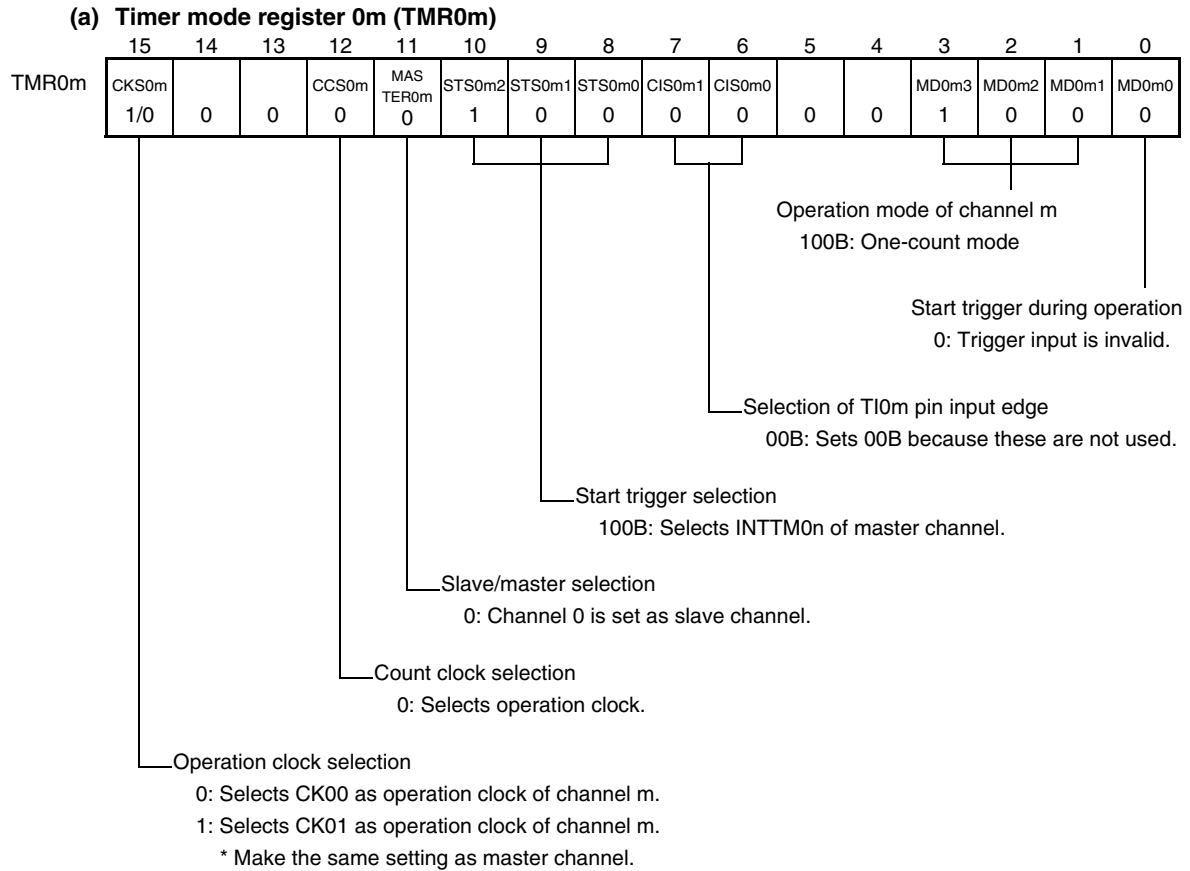 (a) Timer mode register 0m (TMR0m)
15 14 13 12 11 10 9 8 7 6 5 4 3 2 1 0
TMR0m CKS0m CCS0m MAS TER0m STS0m2 STS0m1 STS0m0 CIS0m1 CIS0m0 MD0m3 MD0m2 MD0m1 MD0m0
1/0 0 0 0 0 1 0 0 0 0 0 0 1 0 0 0
Operation mode of channel m
100B: One-count mode
Start trigger during operation
0: Trigger input is invalid.
Selection of TI0m pin input edge
00B: Sets 00B because these are not used.
Start trigger selection
100B: Selects INTTM0n of master channel.
Slave/master selection
0: Channel 0 is set as slave channel.
Count clock selection
0: Selects operation clock.
Operation clock selection
0: Selects CK00 as operation clock of channel m.
1: Selects CK01 as operation clock of channel m.
* Make the same setting as master channel.